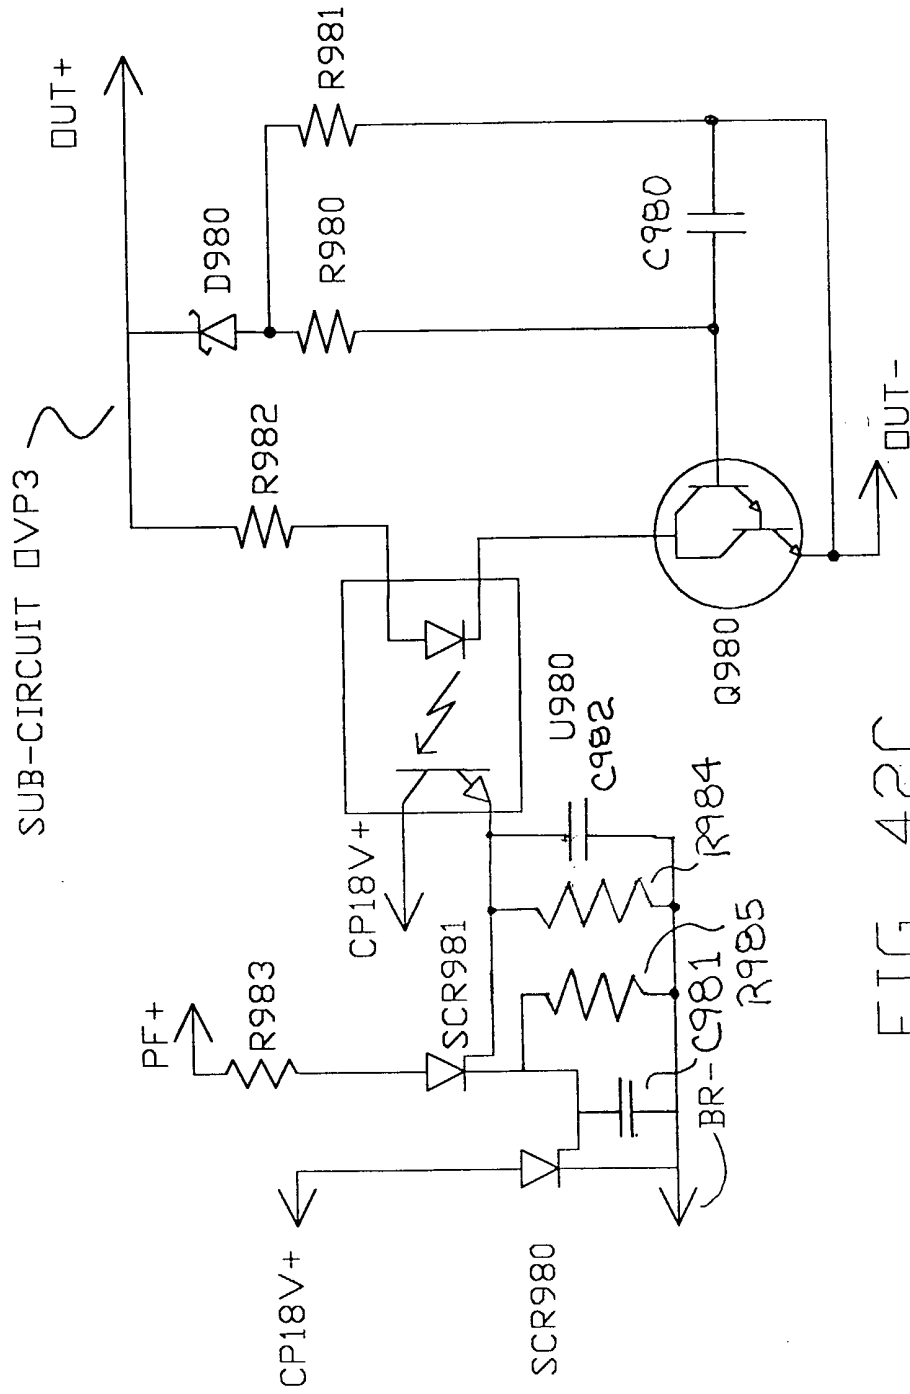 SUB-CIRCUIT OVP3
OUT+
D980
R981
R980
R982
C980
PF+
R983
CP18V+
SCR981
U980
C982
CP18V+
R984
C981
R985
BR-
Q980
OUT-
SCR980
FIG 42C